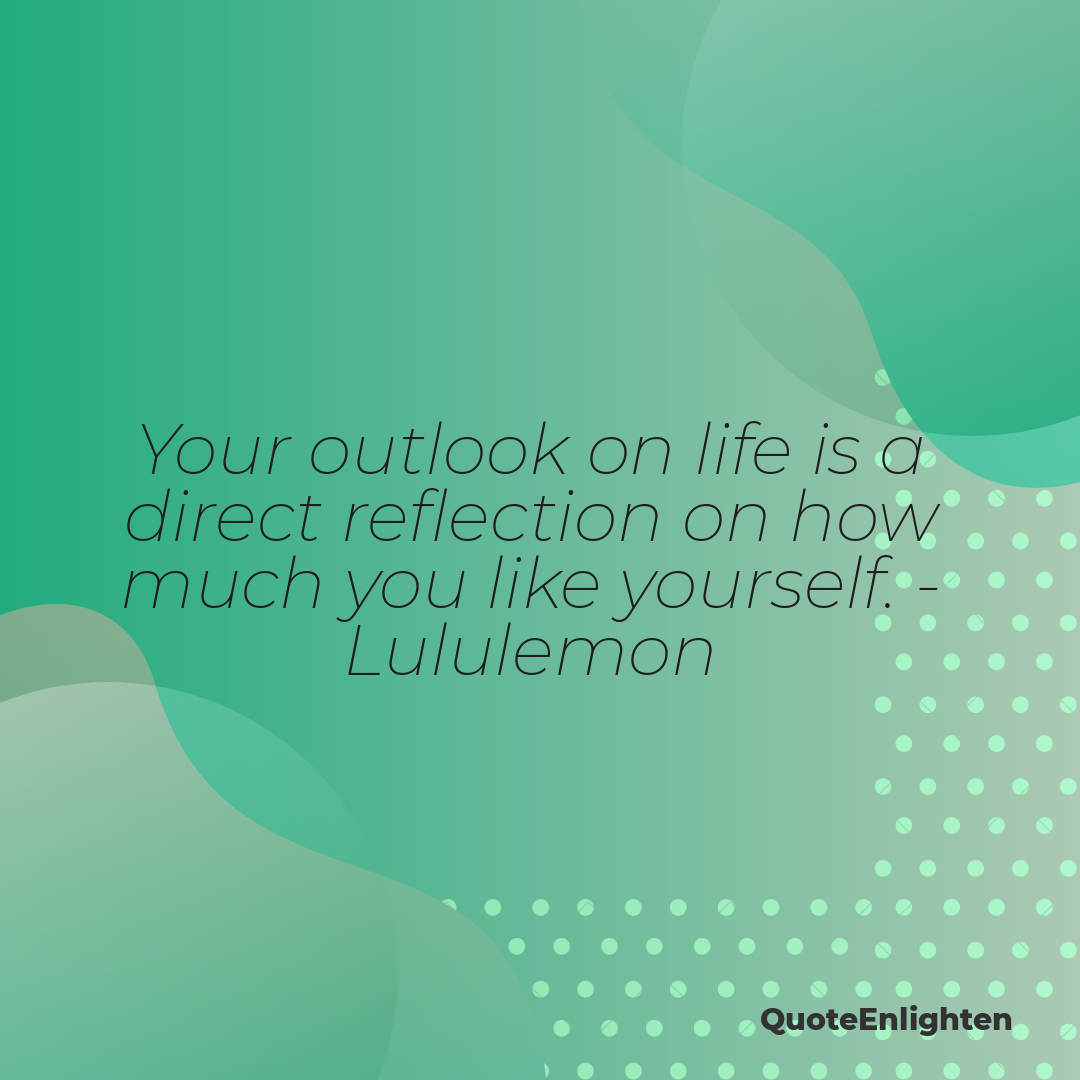 Your outlook on life is a
direct reflection on how
much you like yourself. -
Lululemon
QuoteEnlighten